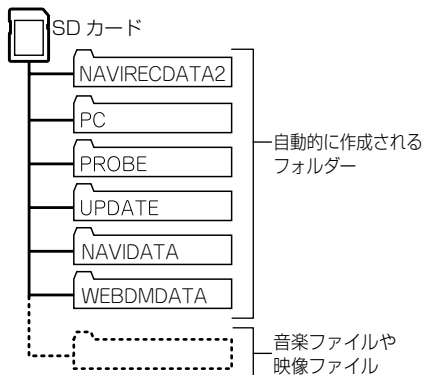 SD カード
NAVIRECDATA2
PC
PROBE
UPDATE
NAVIDATA
WEBDMDATA
自動的に作成される
フォルダー
音楽ファイルや
映像ファイル